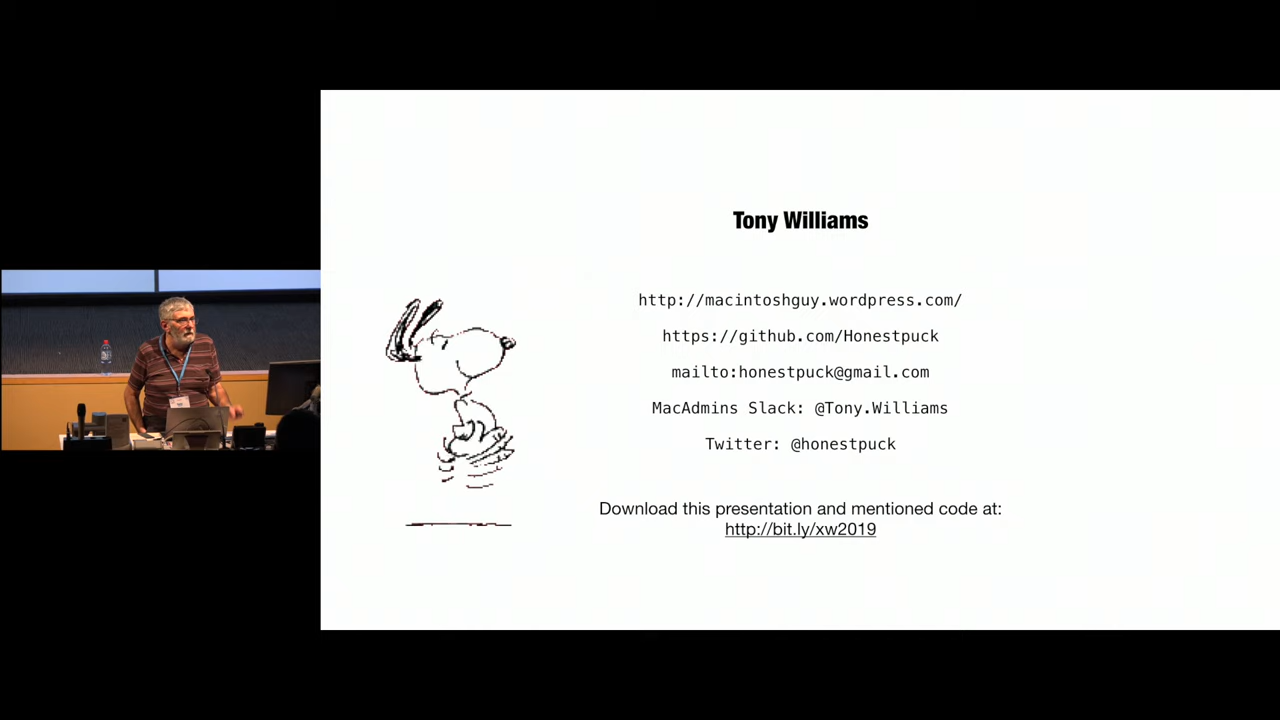 Tony Williams
http://macintoshguy.wordpress.com/
https://github.com/Honestpuck
mailto:honestpuck@gmail.com
MacAdmins Slack: @Tony.Williams
Twitter: @honestpuck
Download this presentation and mentioned code at:
http://bit.ly/xw2019